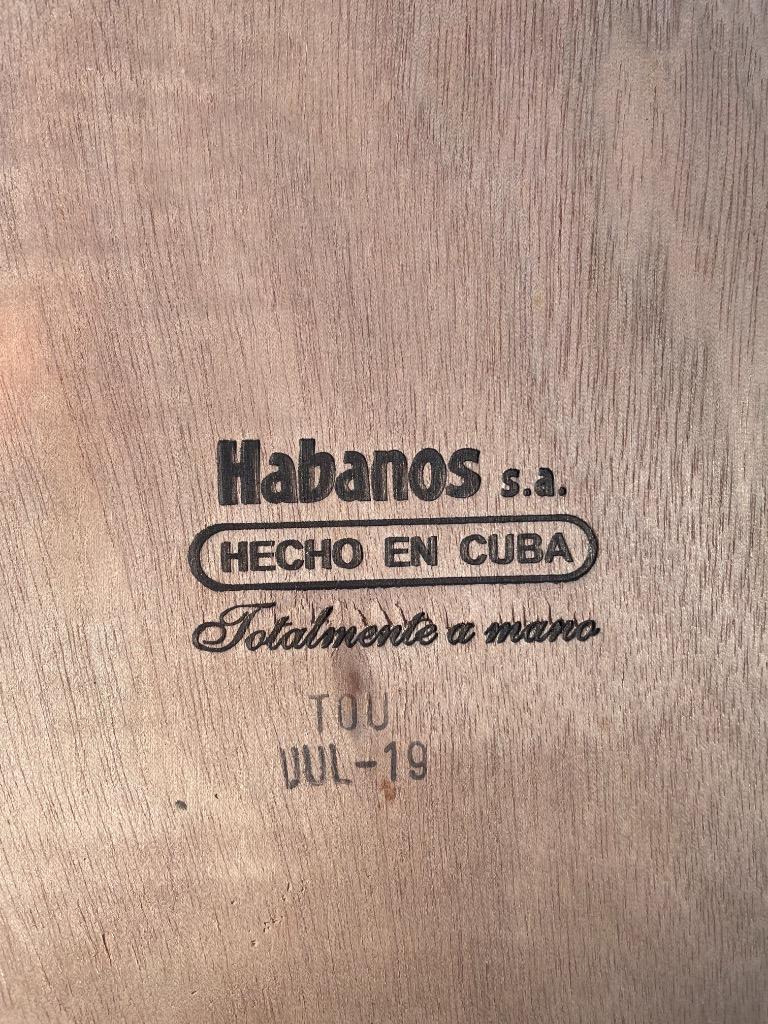 Habanos s.a.
HECHO EN CUBA
Totalmente a mano
TOU
JUL-19